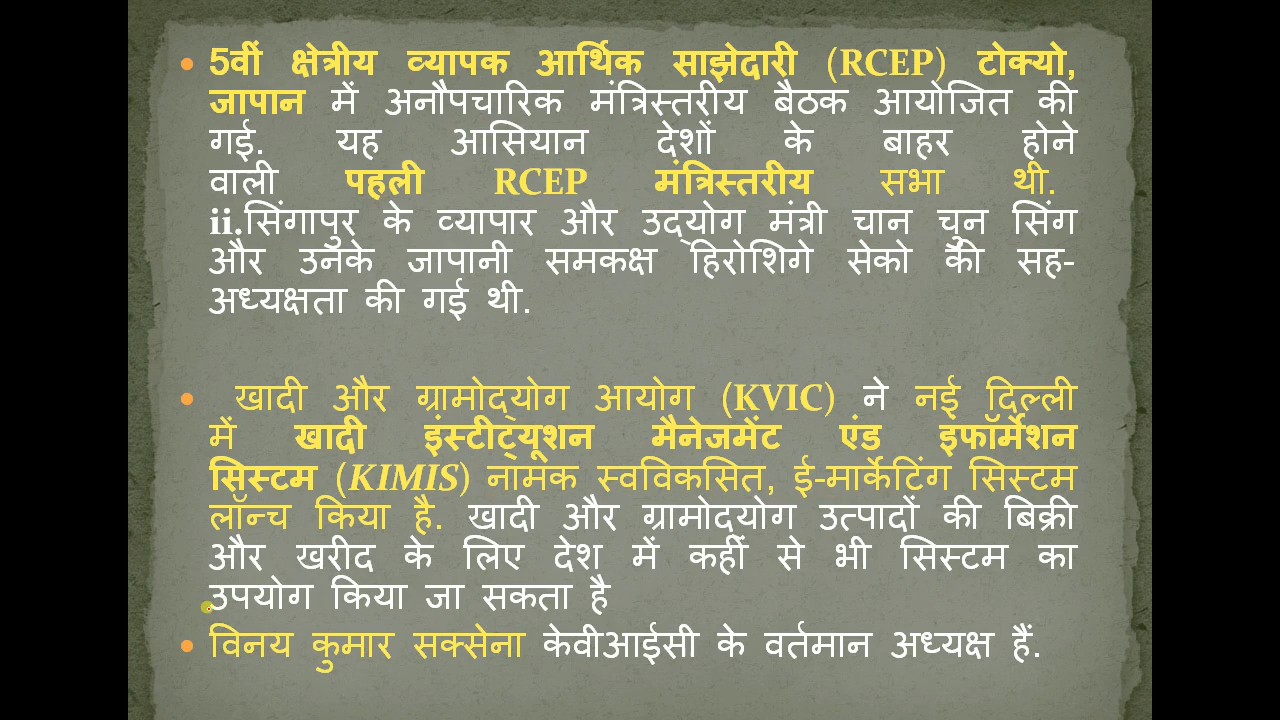 • 5वीं क्षेत्रीय व्यापक आर्थिक साझेदारी (RCEP) टोक्यो,
जापान में अनौपचारिक मंत्रिस्तरीय बैठक आयोजित की
गई. यह आसियान देशों के बाहर होने
वाली पहली RCEP मंत्रिस्तरीय सभा थी.
ii.सिंगापुर के व्यापार और उद्योग मंत्री चान चुन सिंग
और उनके जापानी समकक्ष हिरोशिगे सेको की सह-
अध्यक्षता की गई थी.
• खादी और ग्रामोद्योग आयोग (KVIC) ने नई दिल्ली
में खादी इंस्टीट्यूशन मैनेजमेंट एंड इफॉर्मेशन
सिस्टम (KIMIS) नामक स्वविकसित, ई-मार्केटिंग सिस्टम
लॉन्च किया है. खादी और ग्रामोद्योग उत्पादों की बिक्री
और खरीद के लिए देश में कहीं से भी सिस्टम का
उपयोग किया जा सकता है
• विनय कुमार सक्सेना केवीआईसी के वर्तमान अध्यक्ष हैं.